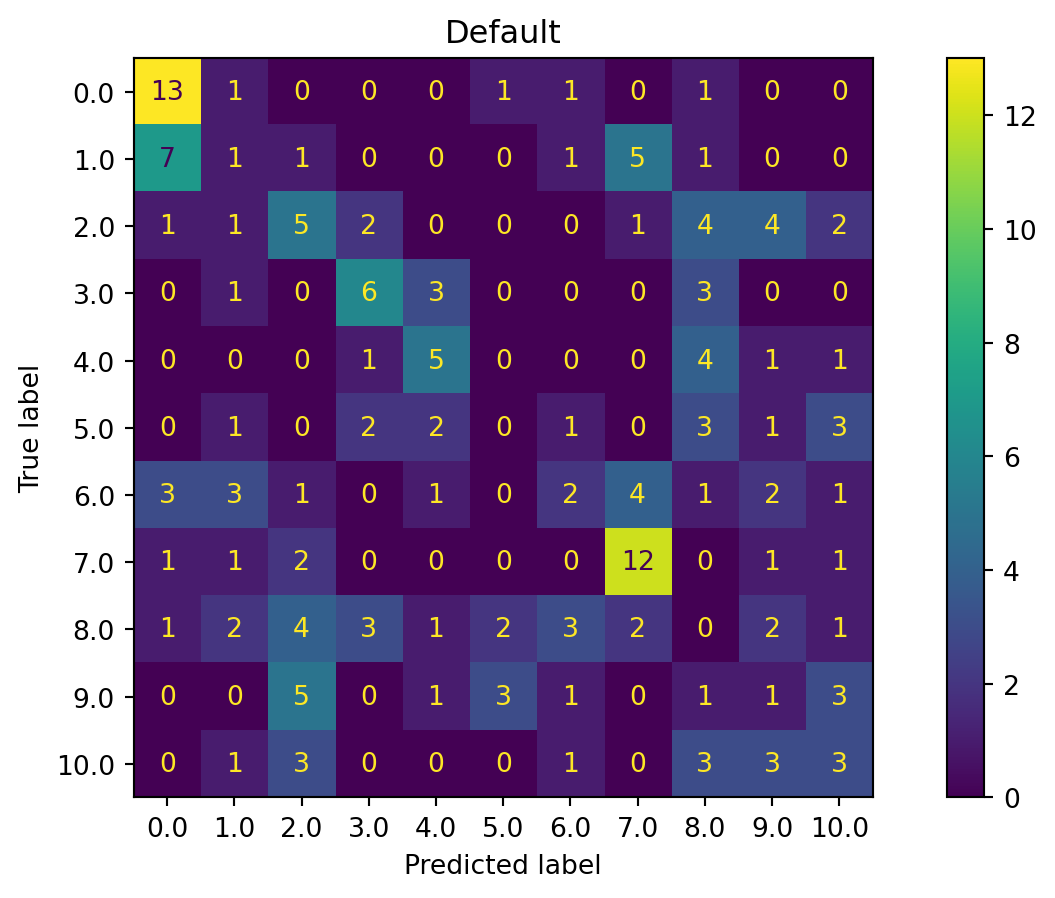 Default
0.0 13 1 0 0 0 1 1 0 1 0 0
1.0 7 1 1 0 0 0 1 5 1 0 0
2.0 1 1 5 2 0 0 0 1 4 4 2
3.0 0 1 0 6 3 0 0 0 3 0 0
4.0 0 0 0 1 5 0 0 0 4 1 1
5.0 0 1 0 2 2 0 1 0 3 1 3
6.0 3 3 1 0 1 0 2 4 1 2 1
7.0 1 1 2 0 0 0 0 12 0 1 1
8.0 1 2 4 3 1 2 3 2 0 2 1
9.0 0 0 5 0 1 3 1 0 1 1 3
10.0 0 1 3 0 0 0 1 0 3 3 3
0.0 1.0 2.0 3.0 4.0 5.0 6.0 7.0 8.0 9.0 10.0
Predicted label
True label
12
10
8
6
4
2
0